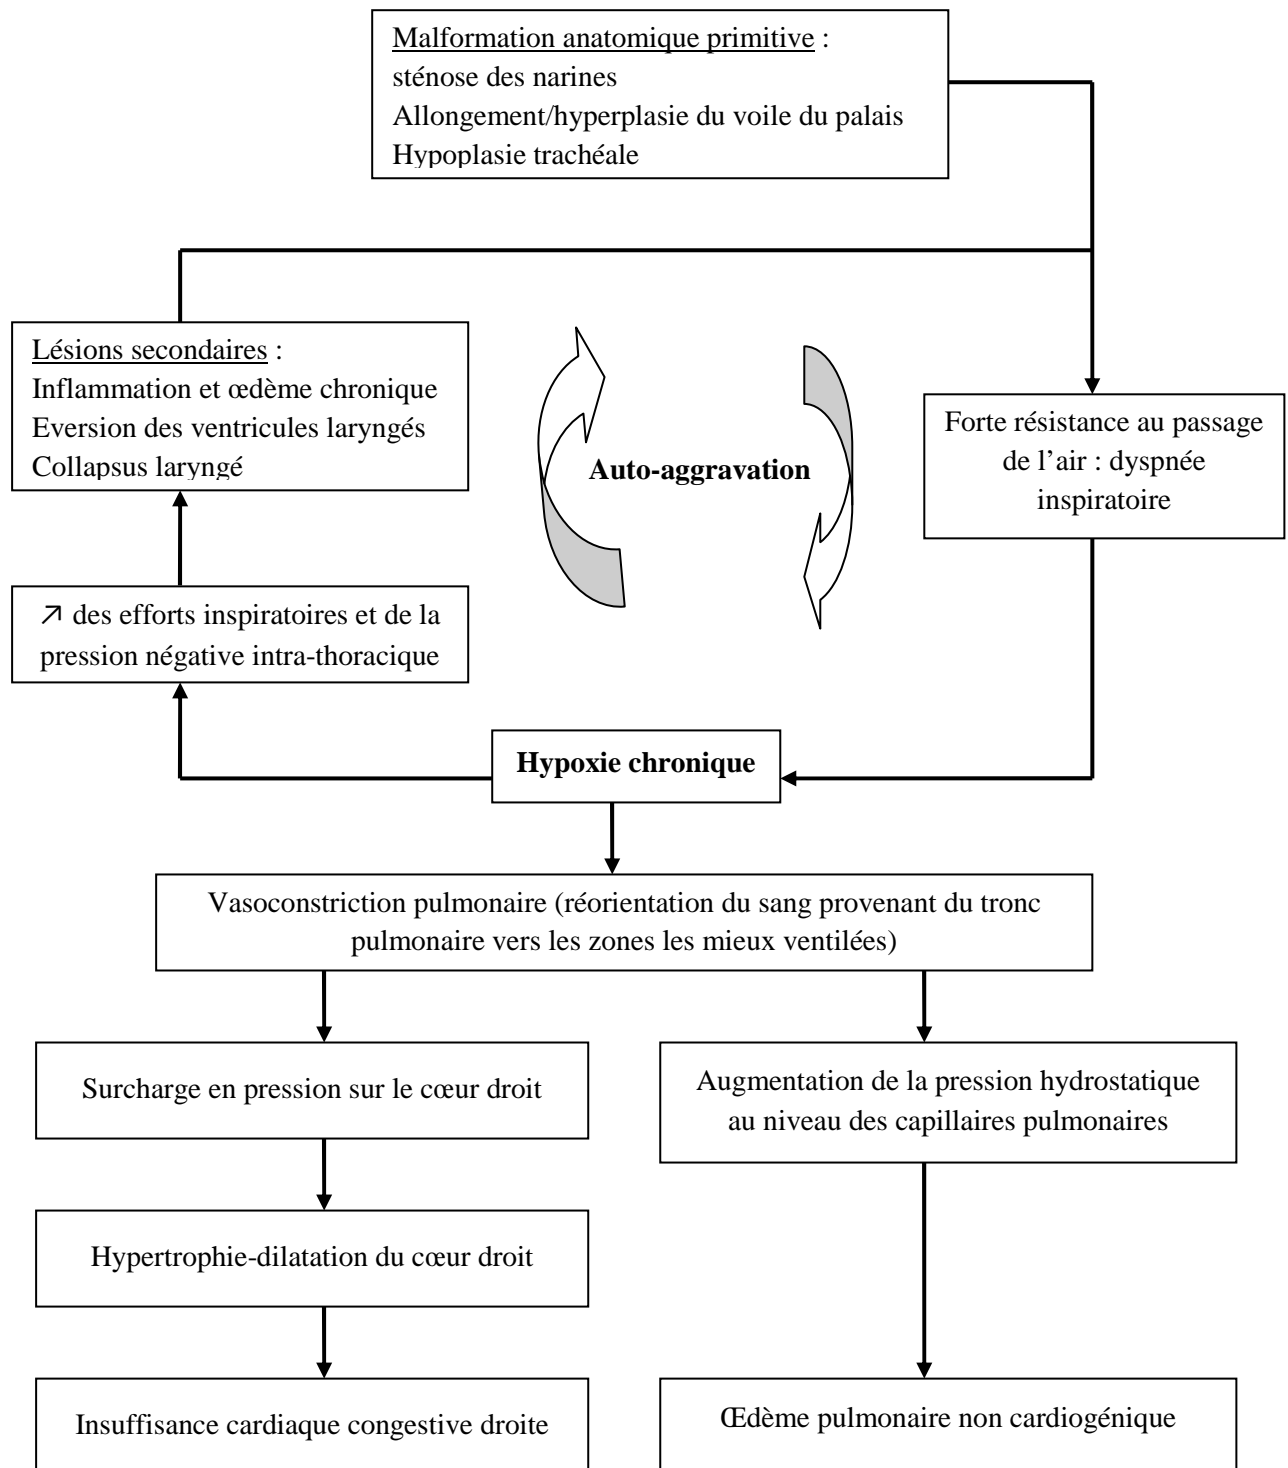 Malformation anatomique primitive :
sténose des narines
Allongement/hyperplasie du voile du palais
Hypoplasie trachéale
Lésions secondaires :
Inflammation et œdème chronique
Eversion des ventricules laryngés
Collapsus laryngé
Auto-aggravation
Forte résistance au passage
de l’air : dyspnée
inspiratoire
↗ des efforts inspiratoires et de la
pression négative intra-thoracique
Hypoxie chronique
Vasoconstriction pulmonaire (réorientation du sang provenant du tronc
pulmonaire vers les zones les mieux ventilées)
Surcharge en pression sur le cœur droit
Augmentation de la pression hydrostatique
au niveau des capillaires pulmonaires
Hypertrophie-dilatation du cœur droit
Insuffisance cardiaque congestive droite
Œdème pulmonaire non cardiogénique